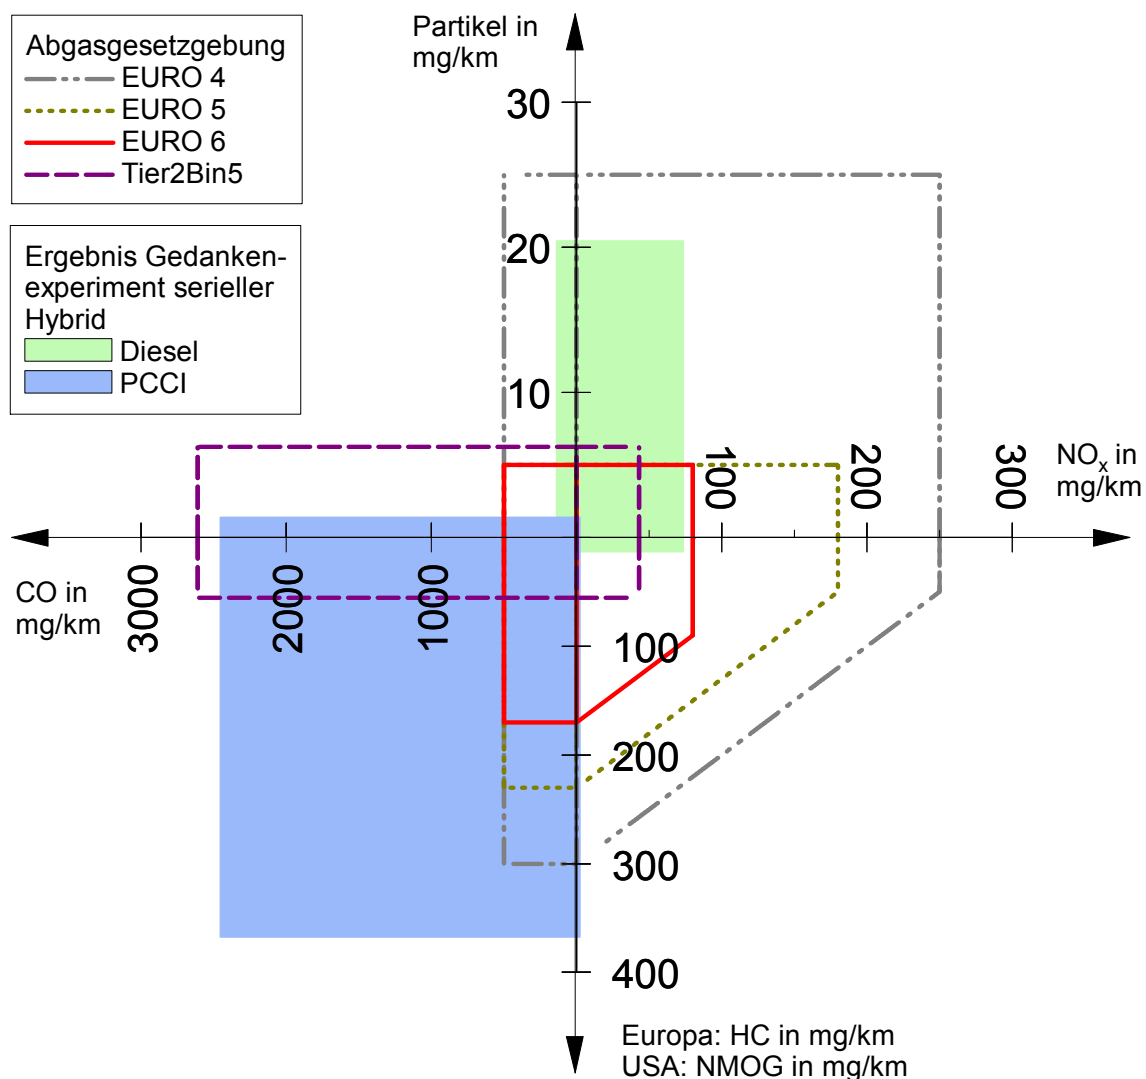 Abgasgesetzgebung
EURO 4
EURO 5
EURO 6
Tier2Bin5
Ergebnis Gedanken-
experiment serieller
Hybrid
Diesel
PCCI
Partikel in
mg/km
30
20
10
100
200
300
NOx in
mg/km
CO in
mg/km
3000
2000
1000
100
200
300
400
Europa: HC in mg/km
USA: NMOG in mg/km